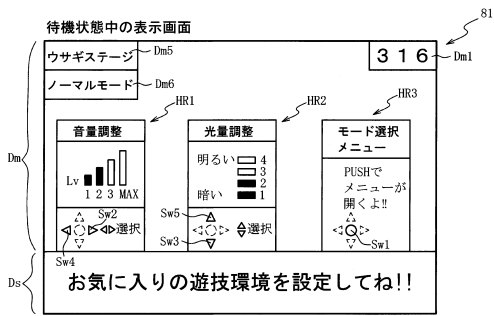 待機状態中の表示画面
81
ウサギステージ
Dm5
316
Dm1
ノーマルモード
Dm6
Dm
HR1
HR2
HR3
音量調整
光量調整
モード選択
メニュー
Lv
1 2 3 MAX
明るい 4
3
2
暗い 1
PUSHで
メニューが
開くよ!!
Sw2
選択
Sw4
Sw5
選択
Sw3
Sw1
Ds
お気に入りの遊技環境を設定してね!!